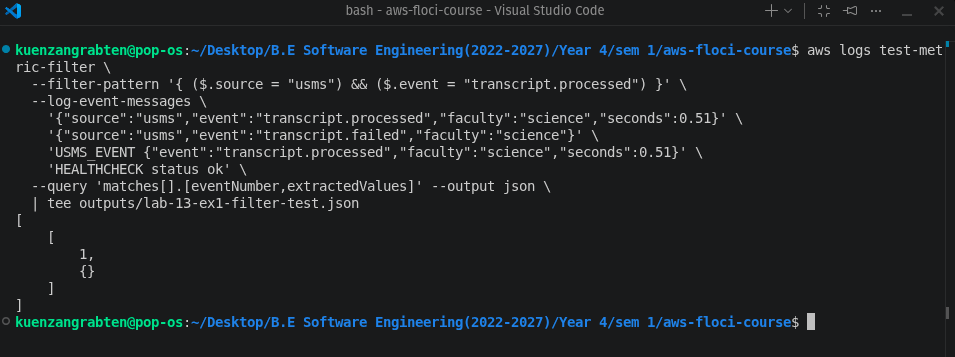 bash - aws-floci-course - Visual Studio Code
kuenzangrabten@pop-os:~/Desktop/B.E Software Engineering(2022-2027)/Year 4/sem 1/aws-floci-course$ aws logs test-met
ric-filter \
  --filter-pattern '{ ($.source = "usms") && ($.event = "transcript.processed") }' \
  --log-event-messages \
    '{"source":"usms","event":"transcript.processed","faculty":"science","seconds":0.51}' \
    '{"source":"usms","event":"transcript.failed","faculty":"science"}' \
    'USMS_EVENT {"event":"transcript.processed","faculty":"science","seconds":0.51}' \
    'HEALTHCHECK status ok' \
  --query 'matches[].[eventNumber,extractedValues]' --output json \
  | tee outputs/lab-13-ex1-filter-test.json
[
    [
        1,
        {}
    ]
]
kuenzangrabten@pop-os:~/Desktop/B.E Software Engineering(2022-2027)/Year 4/sem 1/aws-floci-course$